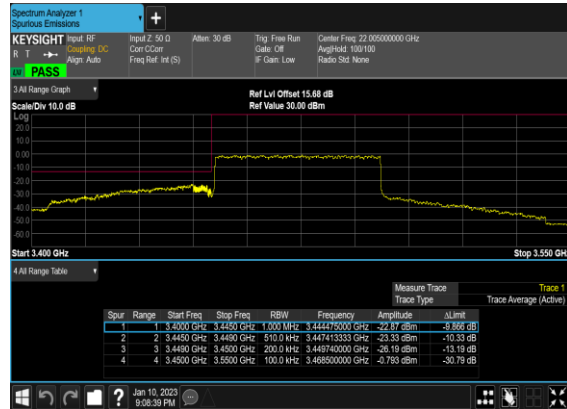 Spectrum Analyzer 1
Spurious Emissions
+
KEYSIGHT Input: RF Input Z: 50 Ω Atten: 30 dB Trig: Free Run Center Freq: 22.005000000 GHz
R T Coupling: DC Corr CCorr Gate: Off Avg|Hold: 100/100
Align: Auto Freq Ref: Int (S) IF Gain: Low Radio Std: None
PASS
3 All Range Graph
Ref Lvl Offset 15.68 dB
Scale/Div 10.0 dB Ref Value 30.00 dBm
Log
20.0
10.0
0.00
-10.0
-20.0
-30.0
-40.0
-50.0
-60.0
Start 3.400 GHz Stop 3.550 GHz
4 All Range Table
Measure Trace Trace 1
Trace Type Trace Average (Active)
Spur Range Start Freq Stop Freq RBW Frequency Amplitude ΔLimit
1 1 3.4000 GHz 3.4450 GHz 1.000 MHz 3.444475000 GHz -22.87 dBm -9.866 dB
2 2 3.4450 GHz 3.4490 GHz 510.0 kHz 3.447413333 GHz -23.33 dBm -10.33 dB
3 3 3.4490 GHz 3.4500 GHz 200.0 kHz 3.449740000 GHz -26.19 dBm -13.19 dB
4 4 3.4500 GHz 3.5500 GHz 100.0 kHz 3.468500000 GHz -0.793 dBm -30.79 dB
? Jan 10, 2023
9:08:39 PM